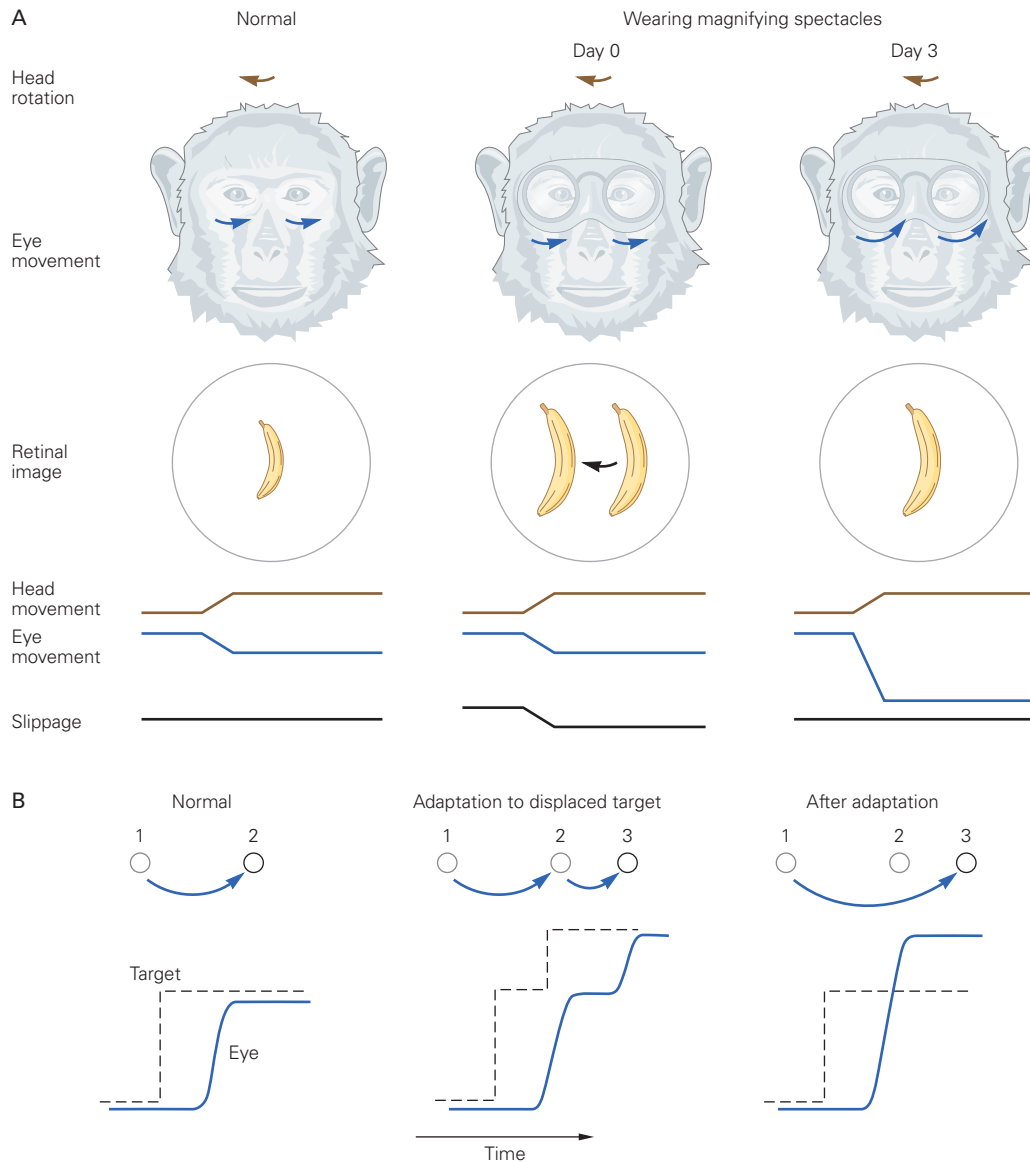 A
Normal
Wearing magnifying spectacles
Day 0
Day 3
Head
rotation
Eye
movement
Retinal
image
Head
movement
Eye
movement
Slippage
B
Normal
Adaptation to displaced target
After adaptation
1 2
1 2 3
1 2 3
Target
Eye
Time